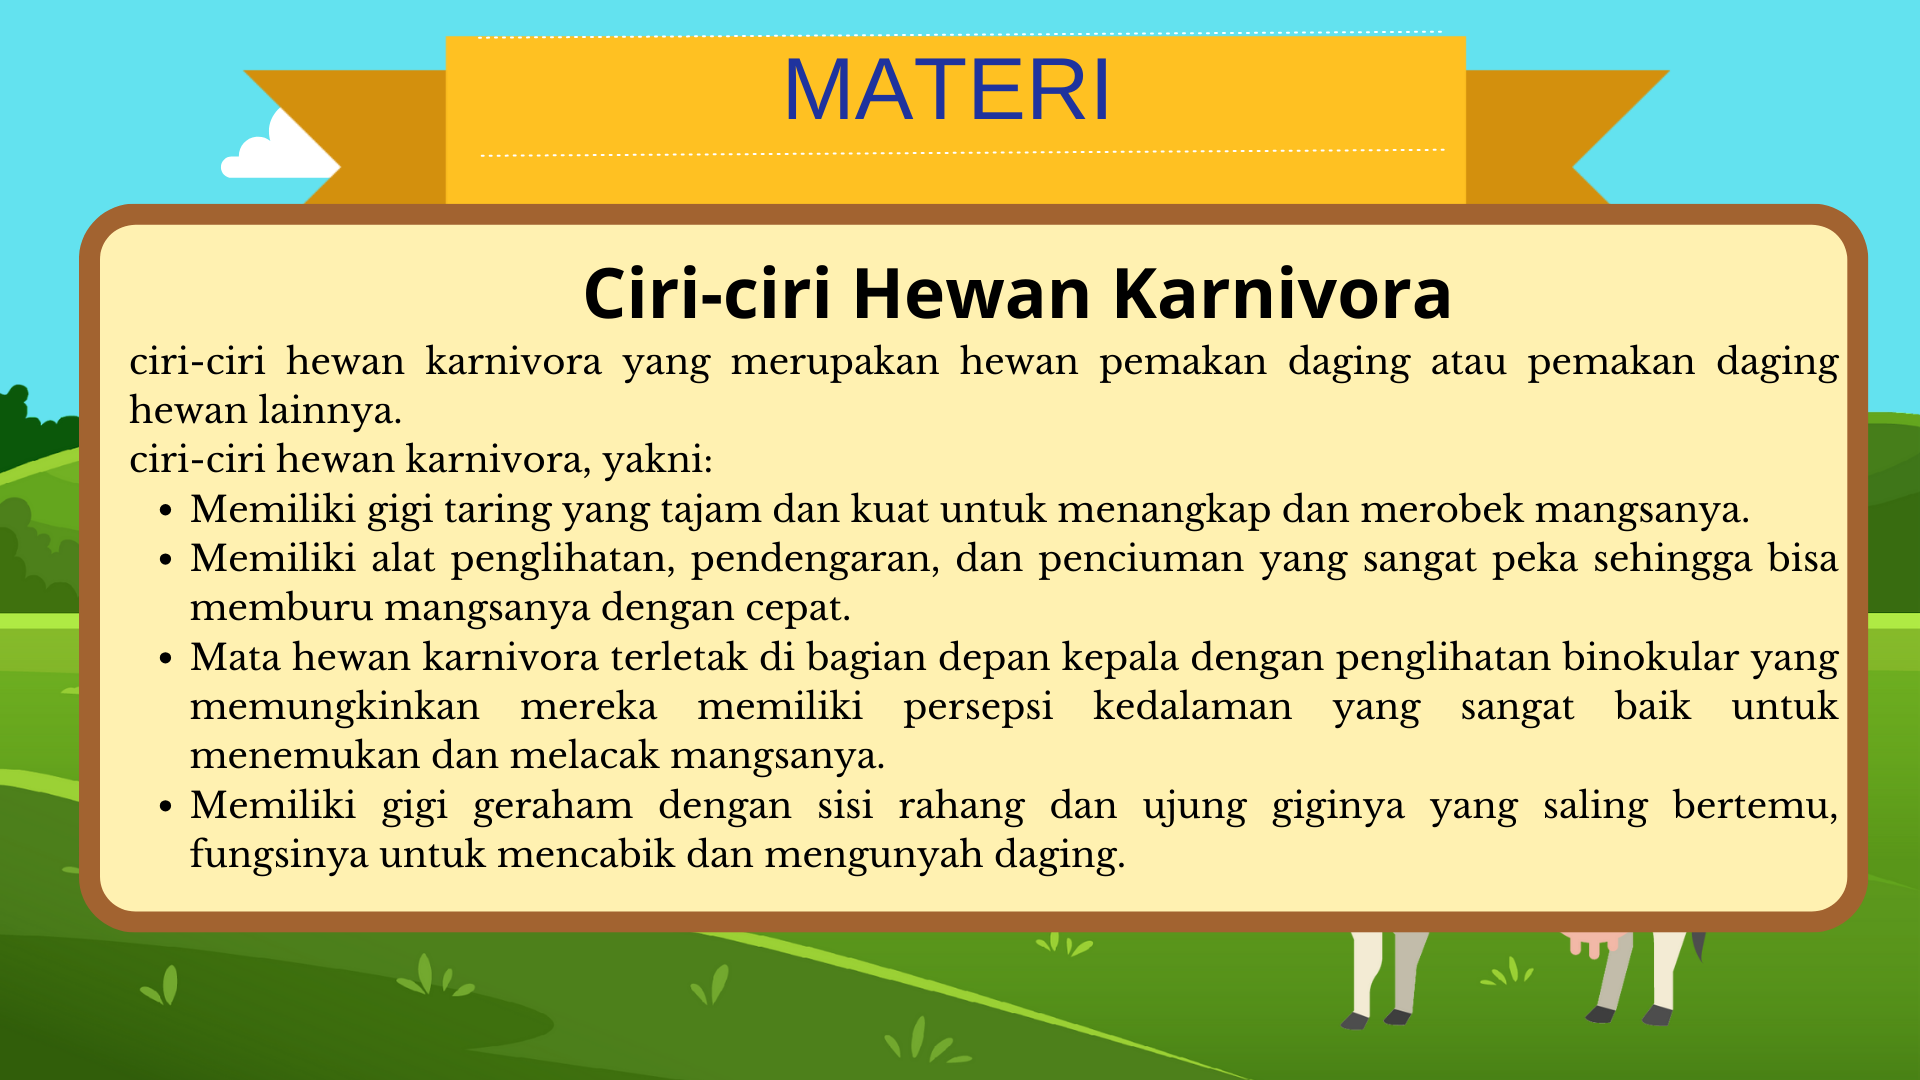 MATERI
Ciri-ciri Hewan Karnivora
ciri-ciri hewan karnivora yang merupakan hewan pemakan daging atau pemakan daging
hewan lainnya.
ciri-ciri hewan karnivora, yakni:
• Memiliki gigi taring yang tajam dan kuat untuk menangkap dan merobek mangsanya.
• Memiliki alat penglihatan, pendengaran, dan penciuman yang sangat peka sehingga bisa
memburu mangsanya dengan cepat.
• Mata hewan karnivora terletak di bagian depan kepala dengan penglihatan binokular yang
memungkinkan mereka memiliki persepsi kedalaman yang sangat baik untuk
menemukan dan melacak mangsanya.
• Memiliki gigi geraham dengan sisi rahang dan ujung giginya yang saling bertemu,
fungsinya untuk mencabik dan mengunyah daging.